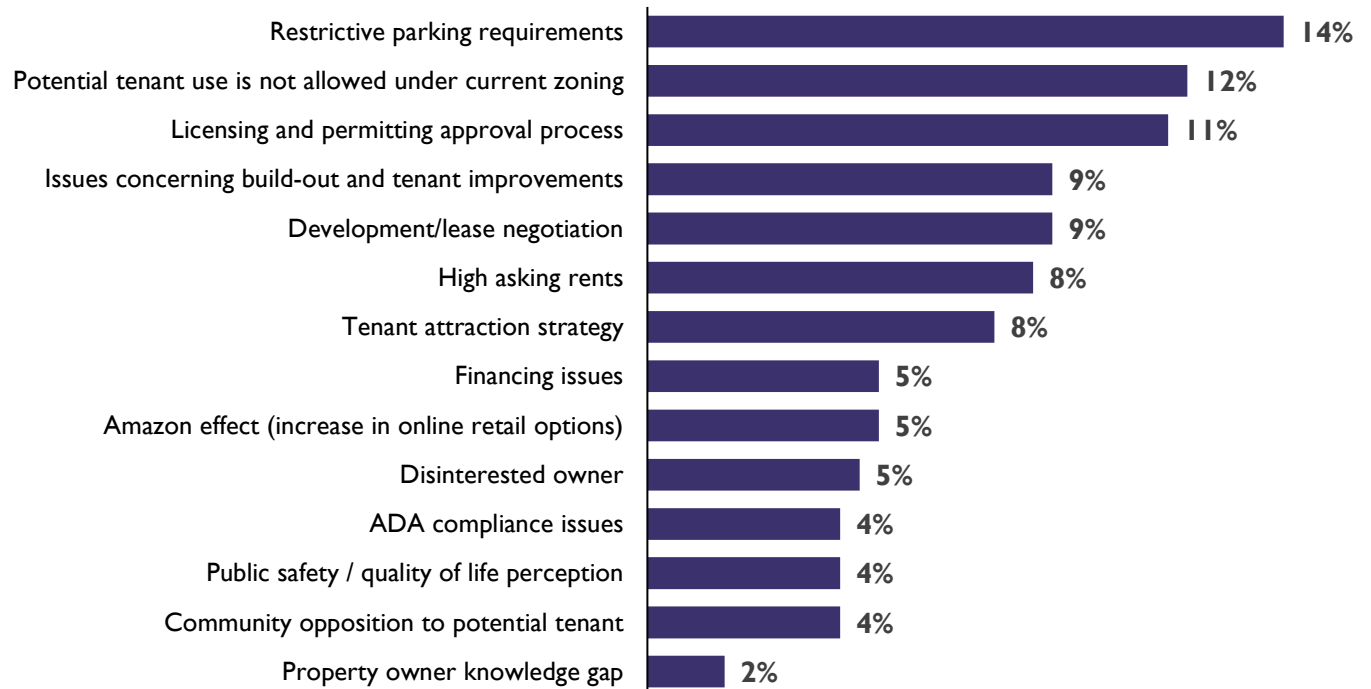 Restrictive parking requirements 14%
Potential tenant use is not allowed under current zoning 12%
Licensing and permitting approval process 11%
Issues concerning build-out and tenant improvements 9%
Development/lease negotiation 9%
High asking rents 8%
Tenant attraction strategy 8%
Financing issues 5%
Amazon effect (increase in online retail options) 5%
Disinterested owner 5%
ADA compliance issues 4%
Public safety / quality of life perception 4%
Community opposition to potential tenant 4%
Property owner knowledge gap 2%